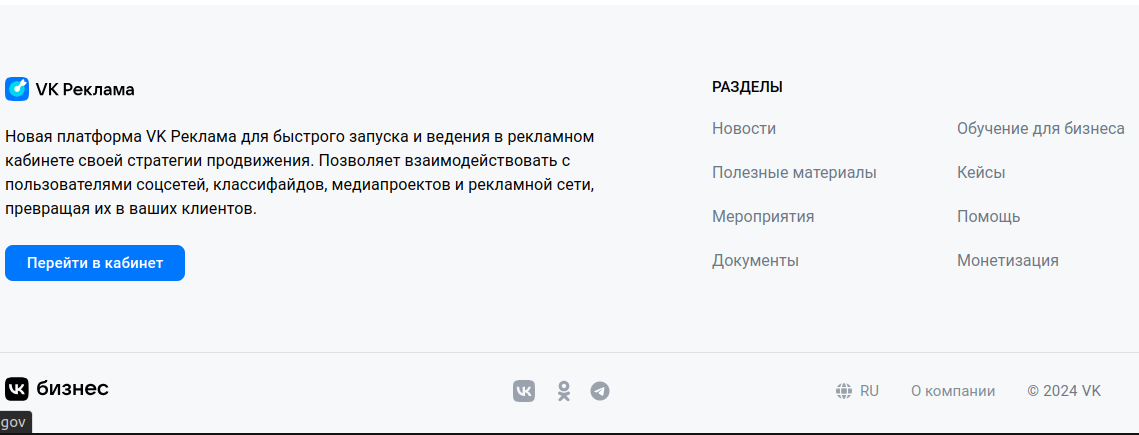 VK Реклама
Новая платформа VK Реклама для быстрого запуска и ведения в рекламном
кабинете своей стратегии продвижения. Позволяет взаимодействовать с
пользователями соцсетей, классифайдов, медиапроектов и рекламной сети,
превращая их в ваших клиентов.
Перейти в кабинет
РАЗДЕЛЫ
Новости
Обучение для бизнеса
Полезные материалы
Кейсы
Мероприятия
Помощь
Документы
Монетизация
VK бизнес
VK
RU
О компании
© 2024 VK
gov